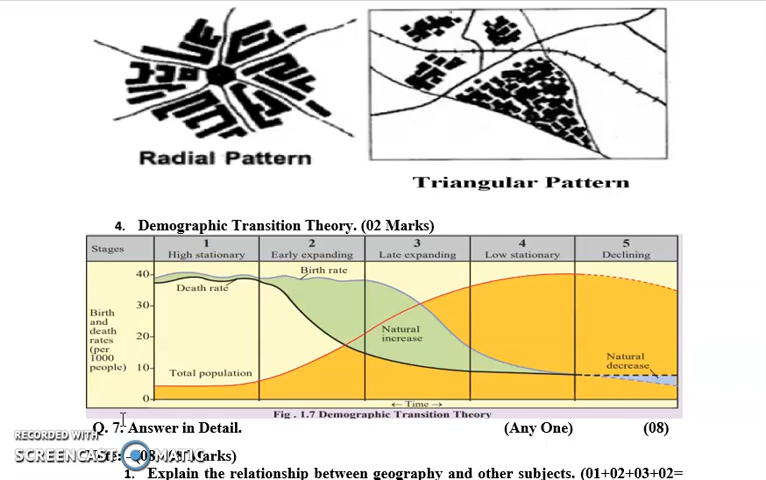 Radial Pattern
Triangular Pattern
4. Demographic Transition Theory. (02 Marks)
Stages
1
High stationary
2
Early expanding
3
Late expanding
4
Low stationary
5
Declining
Birth
and
death
rates
(per
1000
people)
40
30
20
10
0
Birth rate
Death rate
Natural
increase
Total population
Natural
decrease
←Time→
Fig . 1.7 Demographic Transition Theory
Q. 7. Answer in Detail. (Any One) (08)
RECORDED WITH
SCREENCAST MATIC
Marks)
1. Explain the relationship between geography and other subjects. (01+02+03+02=